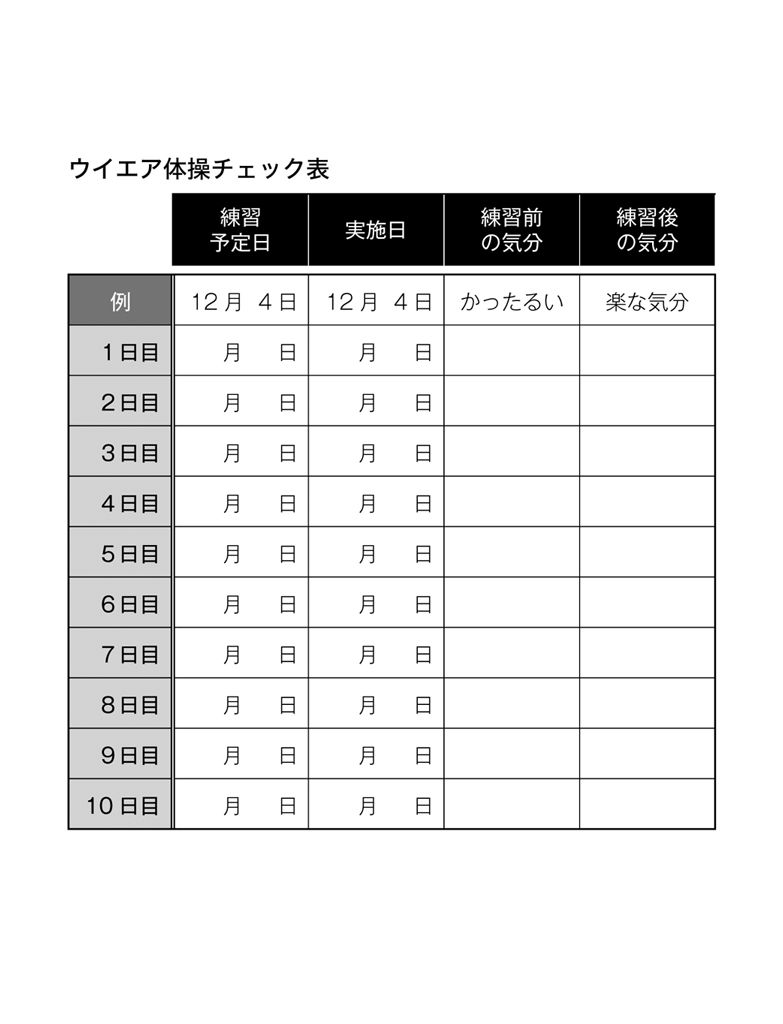 ウイエア体操チェック表
練習
予定日
実施日
練習前
の気分
練習後
の気分
例 12月 4日 12月 4日 かったるい 楽な気分
1日目 月 日 月 日
2日目 月 日 月 日
3日目 月 日 月 日
4日目 月 日 月 日
5日目 月 日 月 日
6日目 月 日 月 日
7日目 月 日 月 日
8日目 月 日 月 日
9日目 月 日 月 日
10日目 月 日 月 日